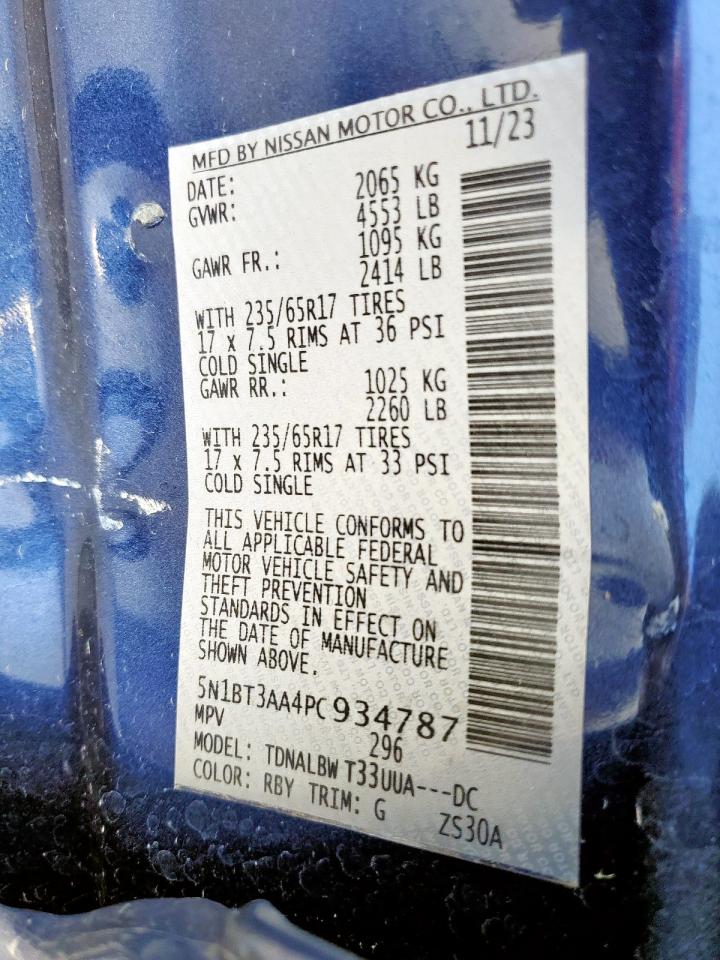 MFD BY NISSAN MOTOR CO., LTD.
DATE: 11/23
GVWR: 2065 KG
4553 LB
GAWR FR.: 1095 KG
2414 LB
WITH 235/65R17 TIRES
17 x 7.5 RIMS AT 36 PSI
COLD SINGLE
GAWR RR.: 1025 KG
2260 LB
WITH 235/65R17 TIRES
17 x 7.5 RIMS AT 33 PSI
COLD SINGLE
THIS VEHICLE CONFORMS TO
ALL APPLICABLE FEDERAL
MOTOR VEHICLE SAFETY AND
THEFT PREVENTION
STANDARDS IN EFFECT ON
THE DATE OF MANUFACTURE
SHOWN ABOVE.
5N1BT3AA4PC934787
MPV 296
MODEL: TDNALBW T33UUA---DC
COLOR: RBY TRIM: G ZS30A